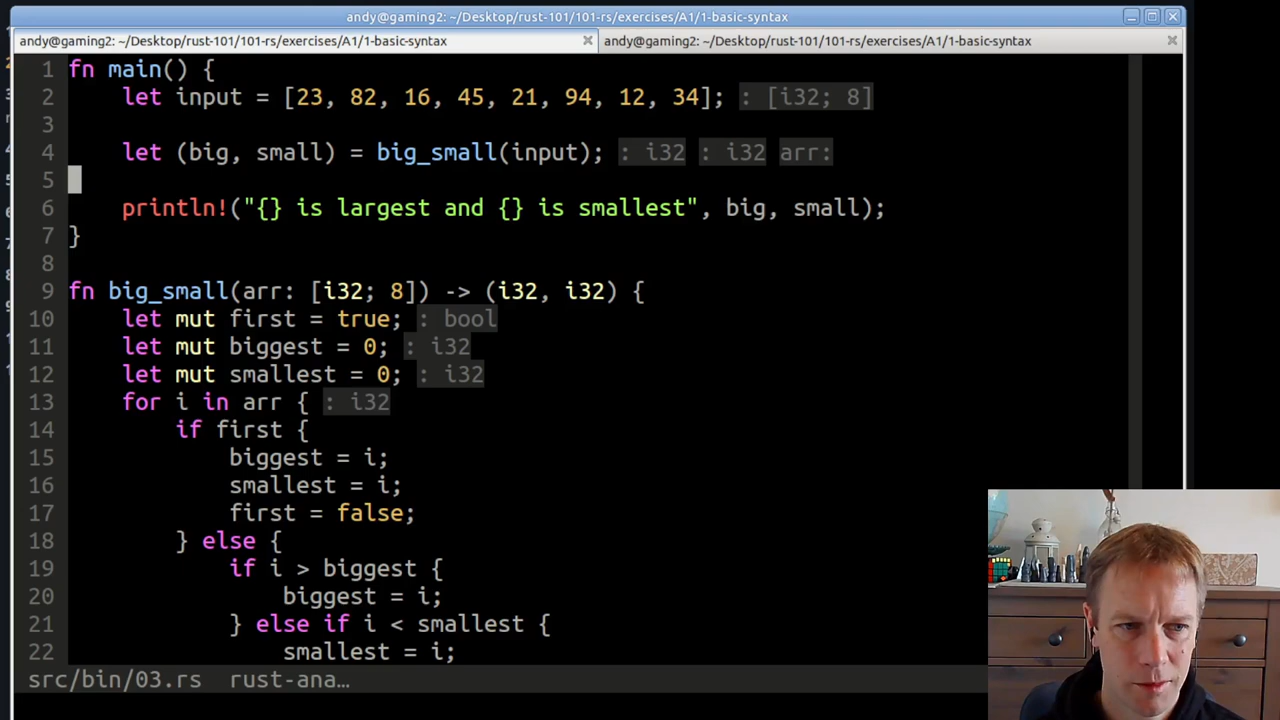 andy@gaming2: ~/Desktop/rust-101/101-rs/exercises/A1/1-basic-syntax
andy@gaming2: ~/Desktop/rust-101/101-rs/exercises/A1/1-basic-syntax
andy@gaming2: ~/Desktop/rust-101/101-rs/exercises/A1/1-basic-syntax
1 fn main() {
2     let input = [23, 82, 16, 45, 21, 94, 12, 34]; : [i32; 8]
3
4     let (big, small) = big_small(input); : i32 : i32 arr:
5
6     println!("{} is largest and {} is smallest", big, small);
7 }
8
9 fn big_small(arr: [i32; 8]) -> (i32, i32) {
10     let mut first = true; : bool
11     let mut biggest = 0; : i32
12     let mut smallest = 0; : i32
13     for i in arr { : i32
14         if first {
15             biggest = i;
16             smallest = i;
17             first = false;
18         } else {
19             if i > biggest {
20                 biggest = i;
21             } else if i < smallest {
22                 smallest = i;
src/bin/03.rs rust-ana…